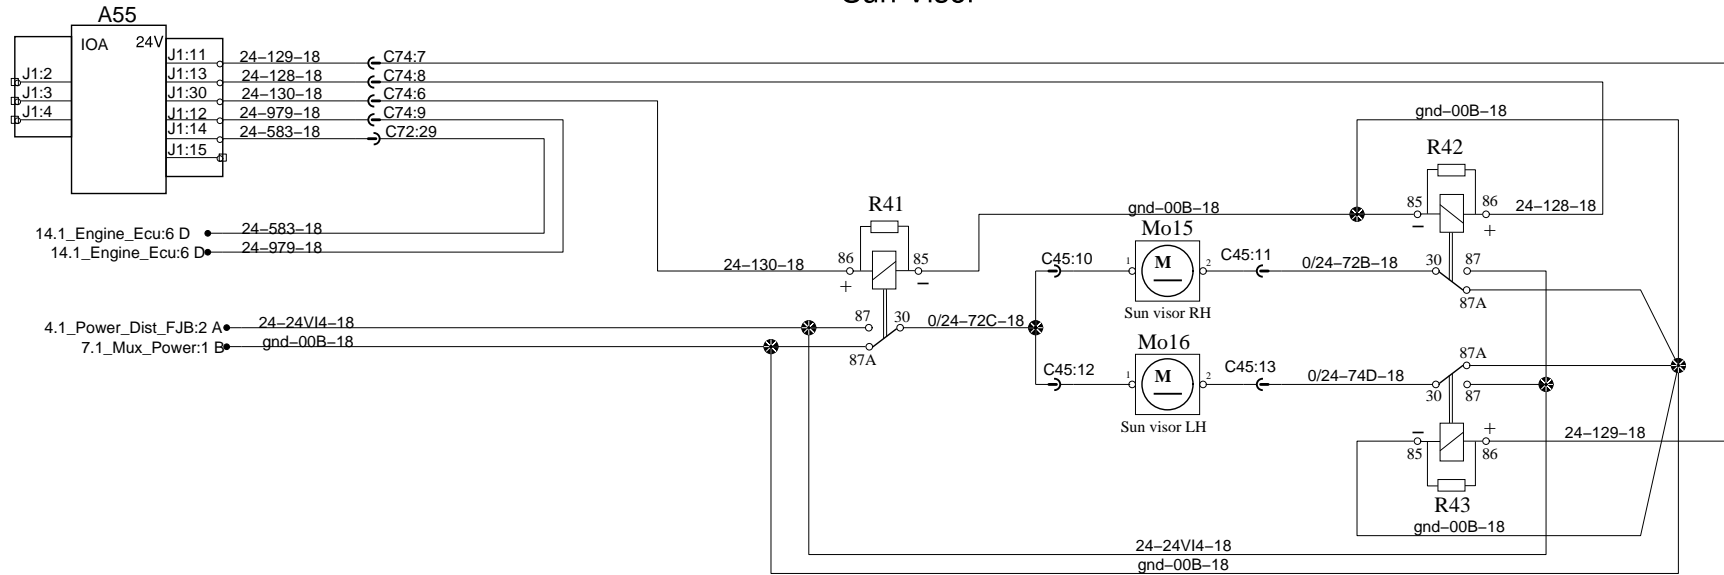 Sun Visor
A55
IOA 24V
J1:11 24-129-18 C74:7
J1:2 J1:13 24-128-18 C74:8
J1:3 J1:30 24-130-18 C74:6
J1:4 J1:12 24-979-18 C74:9
J1:14 24-583-18 C72:29
J1:15
gnd-00B-18
R42
85 86 24-128-18
- +
14.1_Engine_Ecu:6 D 24-583-18
14.1_Engine_Ecu:6 D 24-979-18
R41
gnd-00B-18
Mo15
24-130-18 86 85
+ -
C45:10 1 M 2 C45:11 0/24-72B-18 30 87
87A
Sun visor RH
4.1_Power_Dist_FJB:2 A 24-24VI4-18 87 30 0/24-72C-18
7.1_Mux_Power:1 B gnd-00B-18 87A
Mo16
87A
C45:12 1 M 2 C45:13 0/24-74D-18 30 87
Sun visor LH
- +
85 86 24-129-18
R43
gnd-00B-18
24-24VI4-18
gnd-00B-18